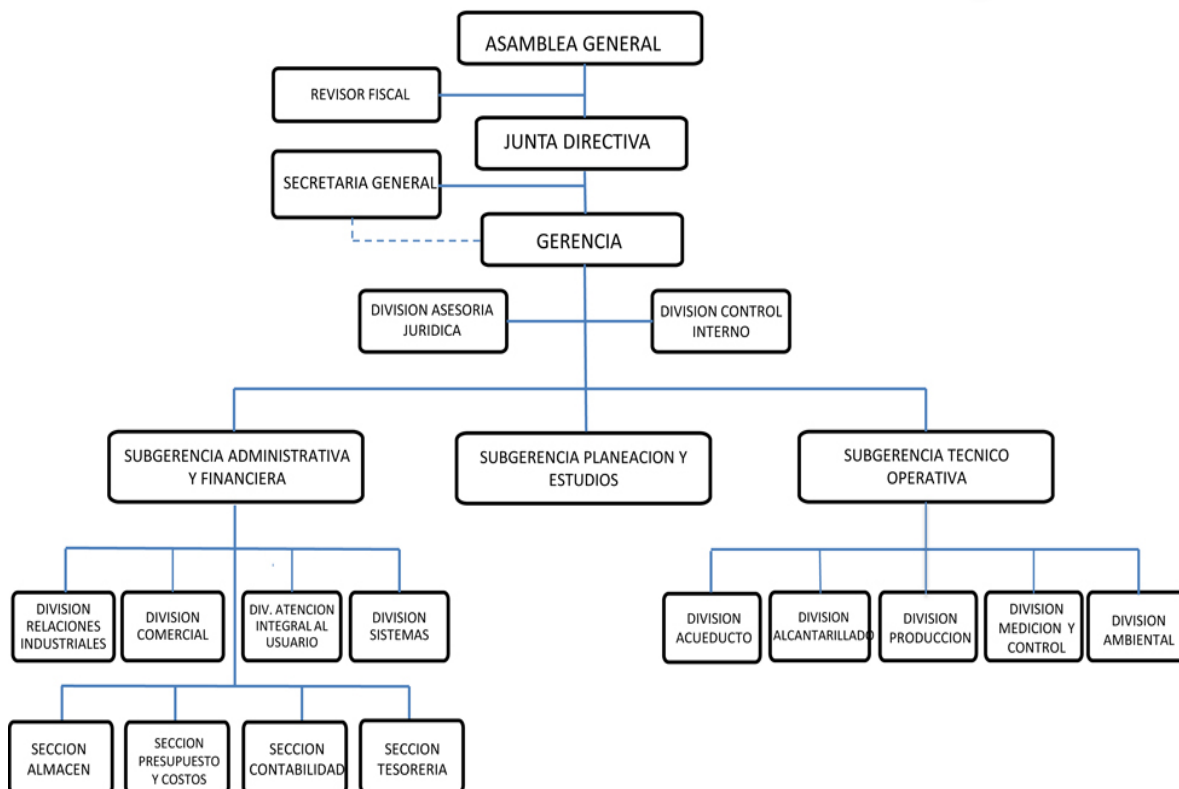 ASAMBLEA GENERAL
REVISOR FISCAL
JUNTA DIRECTIVA
SECRETARIA GENERAL
GERENCIA
DIVISION ASESORIA
JURIDICA
DIVISION CONTROL
INTERNO
SUBGERENCIA ADMINISTRATIVA
Y FINANCIERA
SUBGERENCIA PLANEACION Y
ESTUDIOS
SUBGERENCIA TECNICO
OPERATIVA
DIVISION
RELACIONES
INDUSTRIALES
DIVISION
COMERCIAL
DIV. ATENCION
INTEGRAL AL
USUARIO
DIVISION
SISTEMAS
DIVISION
ACUEDUCTO
DIVISION
ALCANTARILLADO
DIVISION
PRODUCCION
DIVISION
MEDICION Y
CONTROL
DIVISION
AMBIENTAL
SECCION
ALMACEN
SECCION
PRESUPUESTO
Y COSTOS
SECCION
CONTABILIDAD
SECCION
TESORERIA